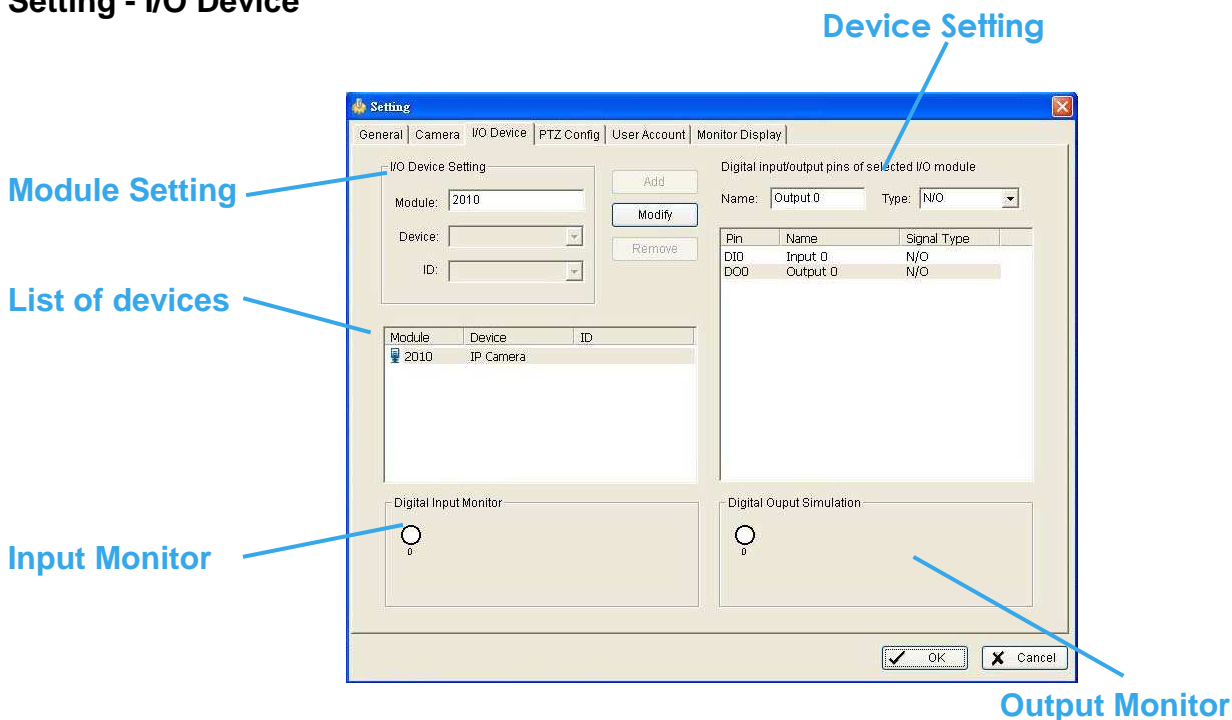 Setting - I/O Device
Device Setting
Setting
General Camera I/O Device PTZ Config User Account Monitor Display
Module Setting
I/O Device Setting
Module: 2010
Device:
ID:
Add
Modify
Remove
Digital input/output pins of selected I/O module
Name: Output 0 Type: N/O
Pin Name Signal Type
DI0 Input 0 N/O
DO0 Output 0 N/O
List of devices
Module Device ID
2010 IP Camera
Input Monitor
Digital Input Monitor
0
Digital Ouput Simulation
0
OK Cancel
Output Monitor